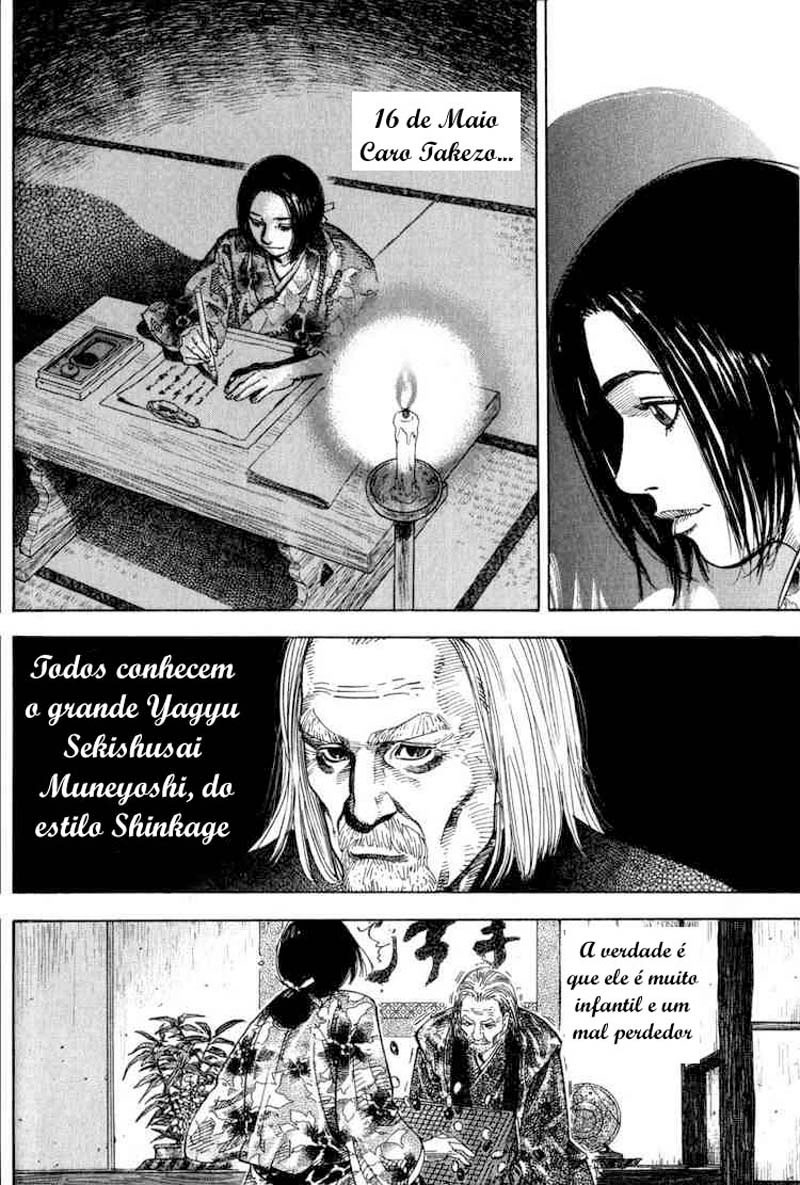 16 de Maio
Caro Takezo...
Todos conhecem
o grande Yagyu
Sekishusai
Muneyoshi, do
estilo Shinkage
A verdade é
que ele é muito
infantil e um
mal perdedor